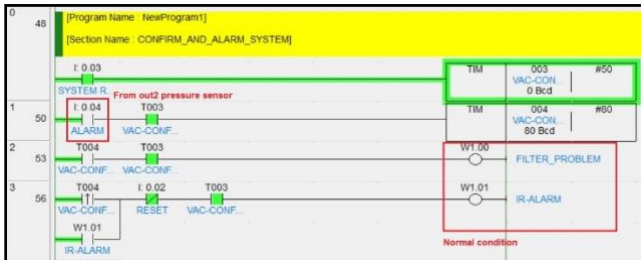 0
48
[Program Name : NewProgram1]
[Section Name : CONFIRM_AND_ALARM_SYSTEM]
I: 0.03
SYSTEM R..
TIM 003 #50
VAC-CON...
0 Bcd
From out2 pressure sensor
1
50
I: 0.04 T003
ALARM VAC-CONF...
TIM 004 #80
VAC-CON...
80 Bcd
2
53
T004 T003
VAC-CONF... VAC-CONF...
W1.00
FILTER_PROBLEM
3
56
T004 I: 0.02 T003
VAC-CONF... RESET VAC-CONF...
W1.01
IR-ALARM
W1.01
IR-ALARM
Normal condition